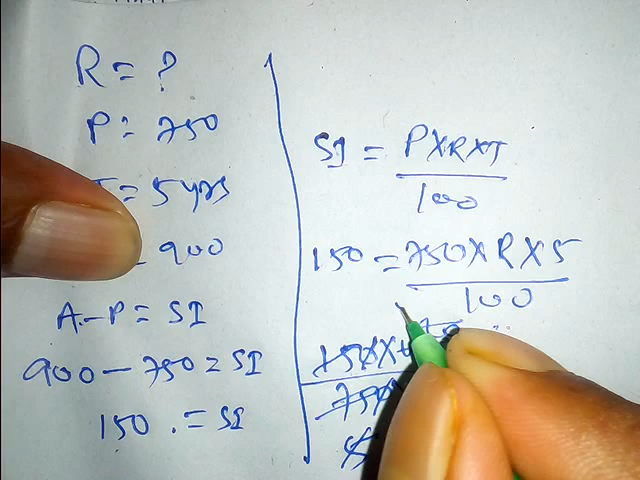 R = ?
P = 750
= 5 yrs
= 900
A - P = SI
900 - 750 = SI
150 . = SI
SI = P X R X T
100
150 = 750 X R X 5
100